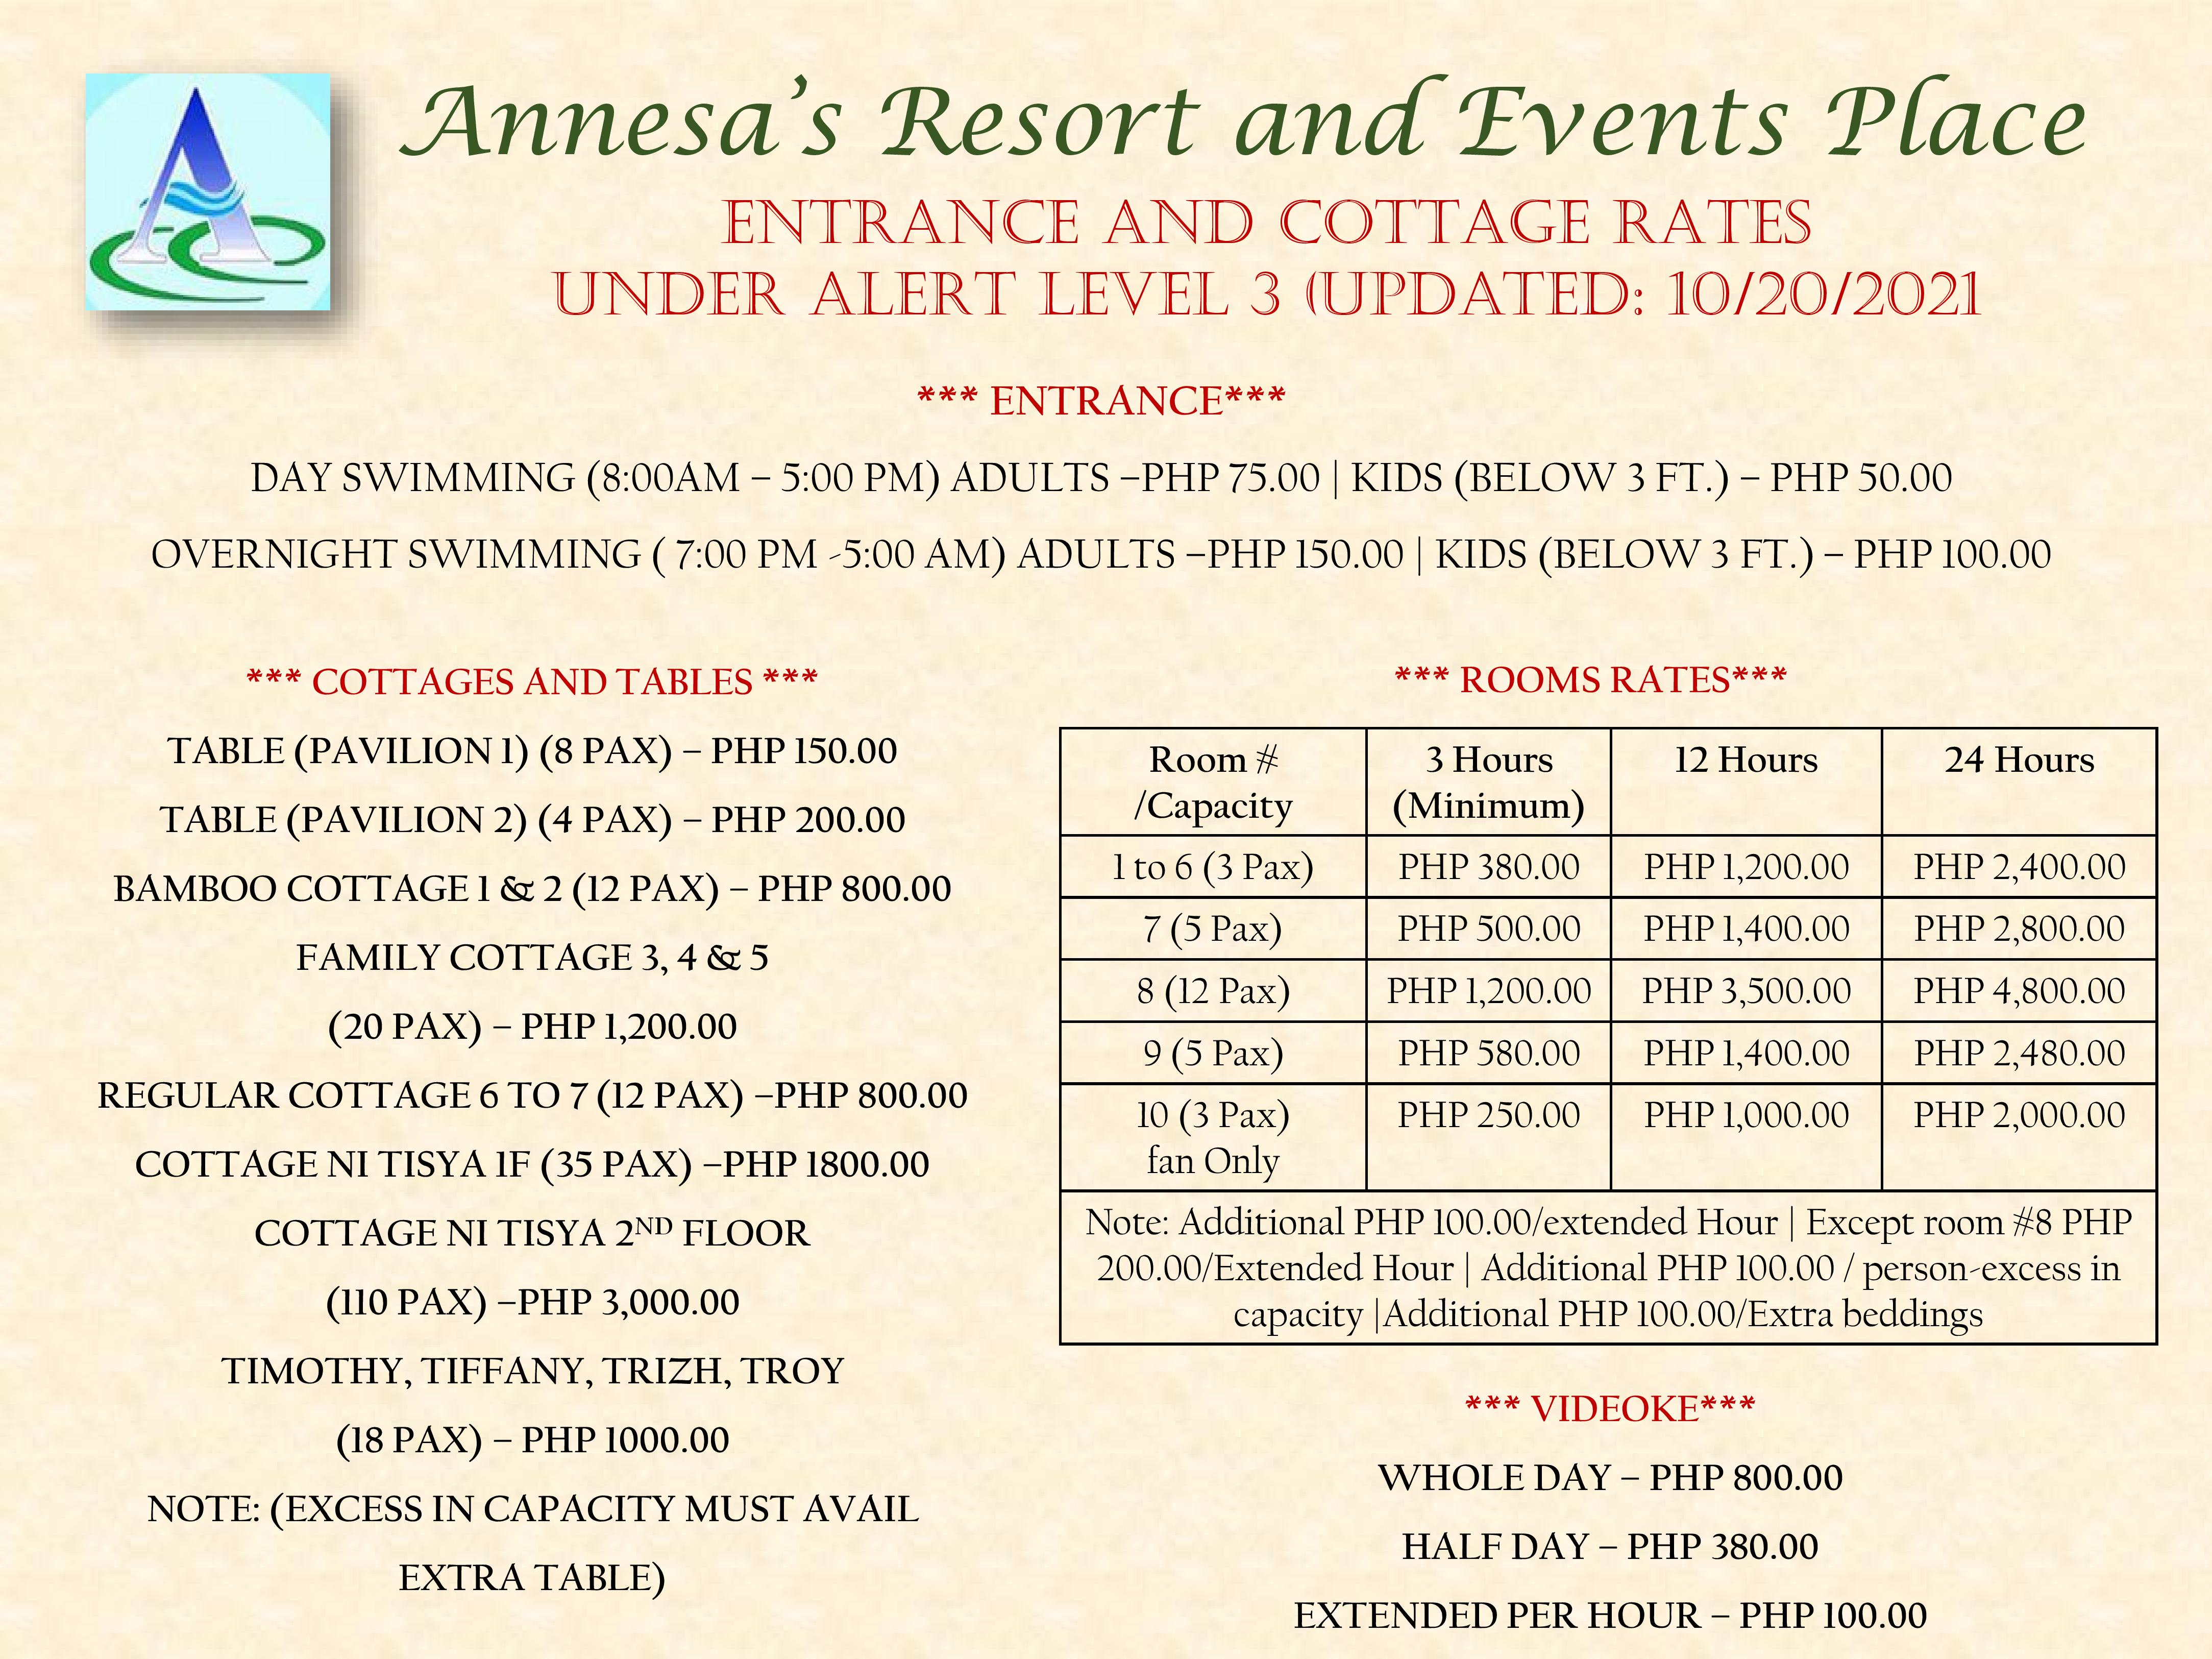 Annesa's Resort and Events Place
ENTRANCE AND COTTAGE RATES
UNDER ALERT LEVEL 3 (UPDATED: 10/20/2021
*** ENTRANCE***
DAY SWIMMING (8:00AM – 5:00 PM) ADULTS –PHP 75.00 | KIDS (BELOW 3 FT.) – PHP 50.00
OVERNIGHT SWIMMING ( 7:00 PM -5:00 AM) ADULTS –PHP 150.00 | KIDS (BELOW 3 FT.) – PHP 100.00
*** COTTAGES AND TABLES ***
TABLE (PAVILION 1) (8 PAX) – PHP 150.00
TABLE (PAVILION 2) (4 PAX) – PHP 200.00
BAMBOO COTTAGE 1 & 2 (12 PAX) – PHP 800.00
FAMILY COTTAGE 3, 4 & 5
(20 PAX) – PHP 1,200.00
REGULAR COTTAGE 6 TO 7 (12 PAX) –PHP 800.00
COTTAGE NI TISYA 1F (35 PAX) –PHP 1800.00
COTTAGE NI TISYA 2ND FLOOR
(110 PAX) –PHP 3,000.00
TIMOTHY, TIFFANY, TRIZH, TROY
(18 PAX) – PHP 1000.00
NOTE: (EXCESS IN CAPACITY MUST AVAIL
EXTRA TABLE)
*** ROOMS RATES***
Room # /Capacity | 3 Hours (Minimum) | 12 Hours | 24 Hours
1 to 6 (3 Pax) PHP 380.00 PHP 1,200.00 PHP 2,400.00
7 (5 Pax) PHP 500.00 PHP 1,400.00 PHP 2,800.00
8 (12 Pax) PHP 1,200.00 PHP 3,500.00 PHP 4,800.00
9 (5 Pax) PHP 580.00 PHP 1,400.00 PHP 2,480.00
10 (3 Pax) PHP 250.00 PHP 1,000.00 PHP 2,000.00
fan Only
Note: Additional PHP 100.00/extended Hour | Except room #8 PHP
200.00/Extended Hour | Additional PHP 100.00 / person-excess in
capacity |Additional PHP 100.00/Extra beddings
*** VIDEOKE***
WHOLE DAY – PHP 800.00
HALF DAY – PHP 380.00
EXTENDED PER HOUR – PHP 100.00